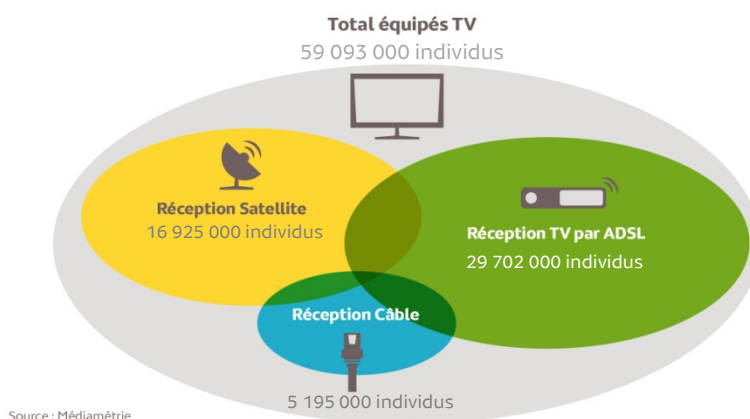 Total équipés TV
59 093 000 individus
Réception Satellite
16 925 000 individus
Réception TV par ADSL
29 702 000 individus
Réception Câble
5 195 000 individus
Source : Médiamétrie